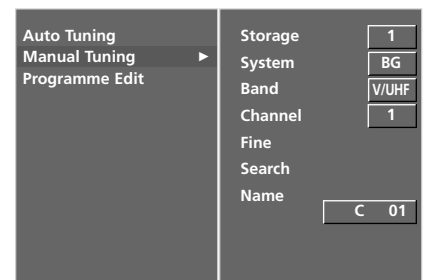 Auto Tuning
Manual Tuning ►
Programme Edit
Storage 1
System BG
Band V/UHF
Channel 1
Fine
Search
Name
C 01